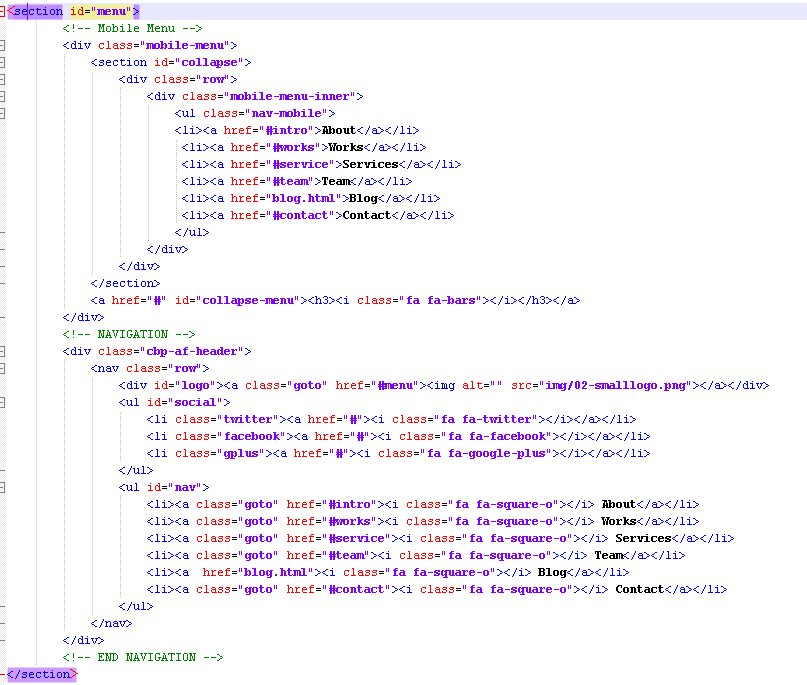 <section id="menu">
<!-- Mobile Menu -->
<div class="mobile-menu">
<section id="collapse">
<div class="row">
<div class="mobile-menu-inner">
<ul class="nav-mobile">
<li><a href="#intro">About</a></li>
<li><a href="#works">Works</a></li>
<li><a href="#service">Services</a></li>
<li><a href="#team">Team</a></li>
<li><a href="blog.html">Blog</a></li>
<li><a href="#contact">Contact</a></li>
</ul>
</div>
</div>
</section>
<a href="#" id="collapse-menu"><h3><i class="fa fa-bars"></i></h3></a>
</div>
<!-- NAVIGATION -->
<div class="cbp-af-header">
<nav class="row">
<div id="logo"><a class="goto" href="#menu"><img alt="" src="img/02-smalllogo.png"></a></div>
<ul id="social">
<li class="twitter"><a href="#"><i class="fa fa-twitter"></i></a></li>
<li class="facebook"><a href="#"><i class="fa fa-facebook"></i></a></li>
<li class="gplus"><a href="#"><i class="fa fa-google-plus"></i></a></li>
</ul>
<ul id="nav">
<li><a class="goto" href="#intro"><i class="fa fa-square-o"></i> About</a></li>
<li><a class="goto" href="#works"><i class="fa fa-square-o"></i> Works</a></li>
<li><a class="goto" href="#service"><i class="fa fa-square-o"></i> Services</a></li>
<li><a class="goto" href="#team"><i class="fa fa-square-o"></i> Team</a></li>
<li><a  href="blog.html"><i class="fa fa-square-o"></i> Blog</a></li>
<li><a class="goto" href="#contact"><i class="fa fa-square-o"></i> Contact</a></li>
</ul>
</nav>
</div>
<!-- END NAVIGATION -->
</section>